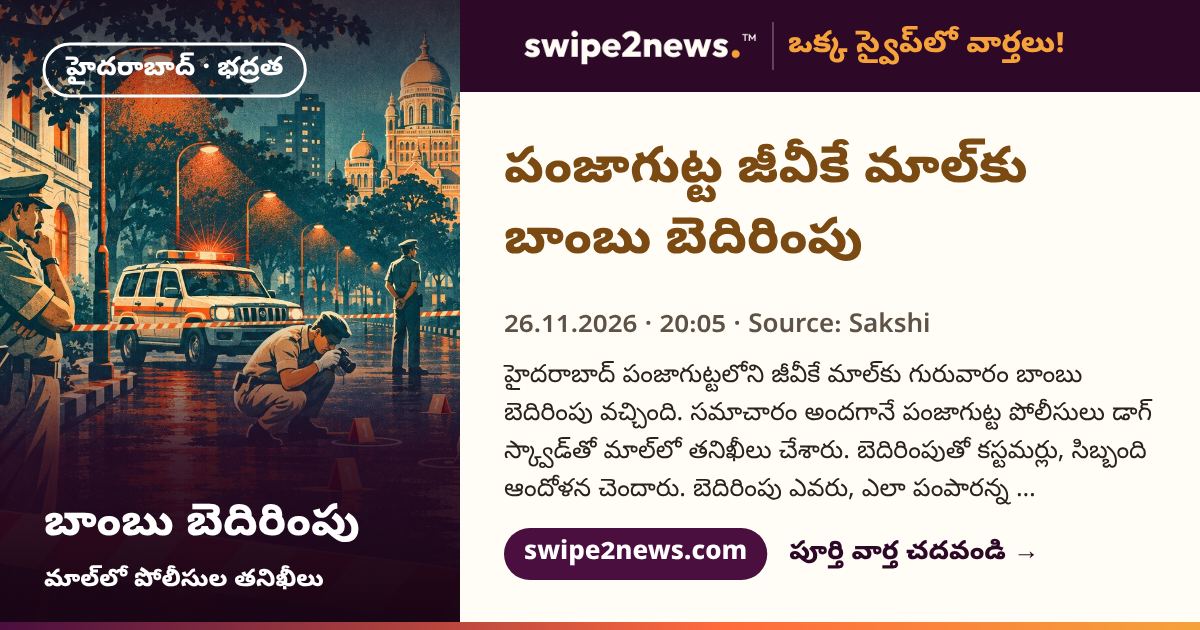 హైదరాబాద్ · భద్రత
బాంబు బెదిరింపు
మాల్‌లో పోలీసుల తనిఖీలు
swipe2news.™ ఒక్క స్వైప్‌లో వార్తలు!
పంజాగుట్ట జీవీకే మాల్‌కు
బాంబు బెదిరింపు
26.11.2026 · 20:05 · Source: Sakshi
హైదరాబాద్ పంజాగుట్టలోని జీవీకే మాల్‌కు గురువారం బాంబు
బెదిరింపు వచ్చింది. సమాచారం అందగానే పంజాగుట్ట పోలీసులు డాగ్
స్క్వాడ్‌తో మాల్‌లో తనిఖీలు చేశారు. బెదిరింపుతో కస్టమర్లు, సిబ్బంది
ఆందోళన చెందారు. బెదిరింపు ఎవరు, ఎలా పంపారన్న ...
swipe2news.com పూర్తి వార్త చదవండి →